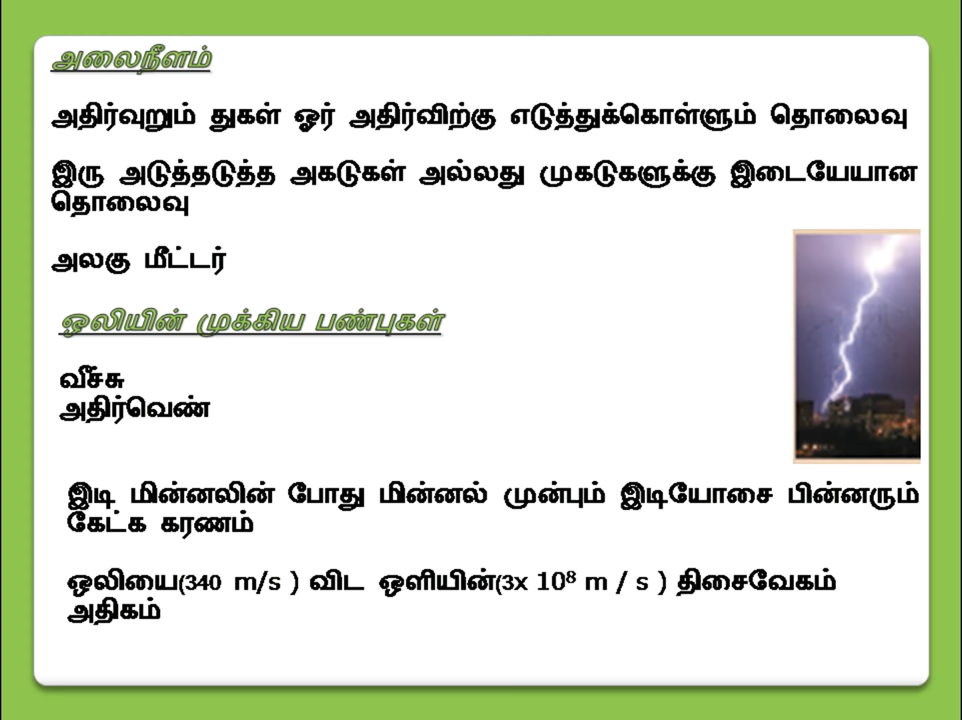 அலைநீளம்
அதிர்வுறும் துகள் ஓர் அதிர்விற்கு எடுத்துக்கொள்ளும் தொலைவு
இரு அடுத்தடுத்த அகடுகள் அல்லது முகடுகளுக்கு இடையேயான
தொலைவு
அலகு மீட்டர்
ஒலியின் முக்கிய பண்புகள்
வீச்சு
அதிர்வெண்
இடி மின்னலின் போது மின்னல் முன்பும் இடியோசை பின்னரும்
கேட்க கரணம்
ஒலியை(340 m/s ) விட ஒளியின்(3x 10⁸ m / s ) திசைவேகம்
அதிகம்